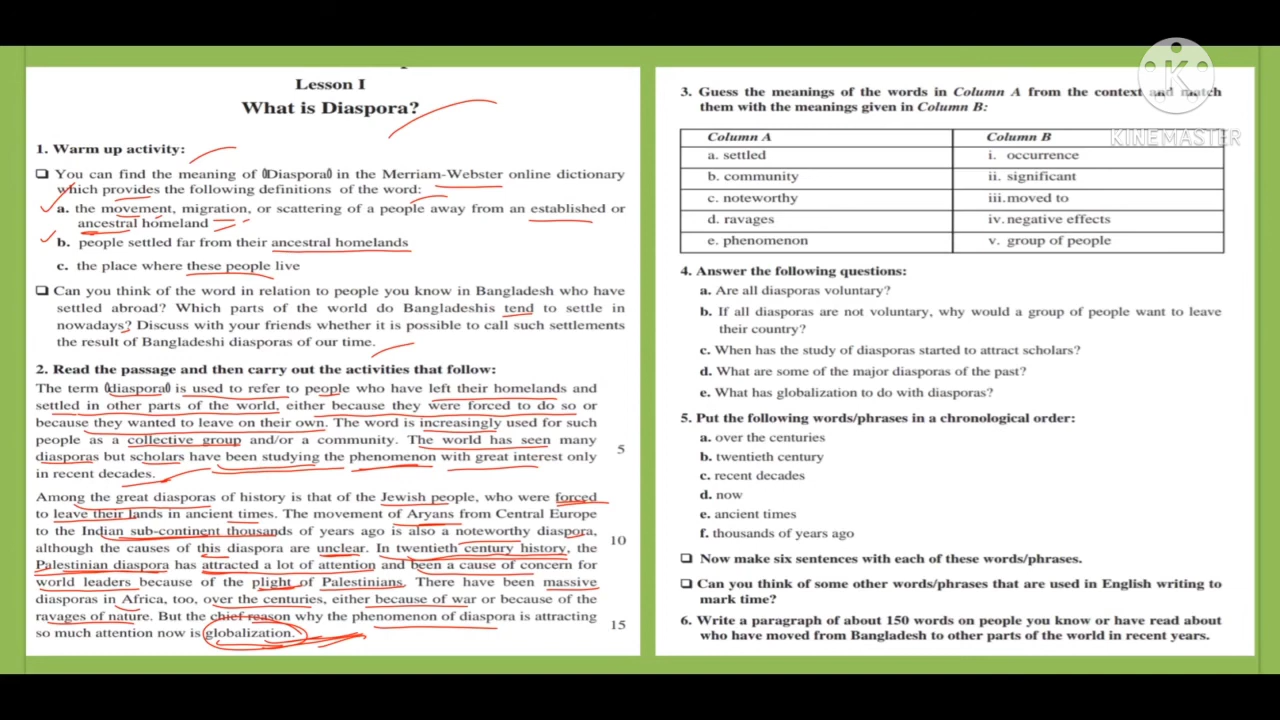 Lesson I
What is Diaspora?
1. Warm up activity:
❑ You can find the meaning of 'Diaspora' in the Merriam-Webster online dictionary
which provides the following definitions of the word:
a. the movement, migration, or scattering of a people away from an established or
ancestral homeland
b. people settled far from their ancestral homelands
c. the place where these people live
❑ Can you think of the word in relation to people you know in Bangladesh who have
settled abroad? Which parts of the world do Bangladeshis tend to settle in
nowadays? Discuss with your friends whether it is possible to call such settlements
the result of Bangladeshi diasporas of our time.
2. Read the passage and then carry out the activities that follow:
The term 'diaspora' is used to refer to people who have left their homelands and
settled in other parts of the world, either because they were forced to do so or
because they wanted to leave on their own. The word is increasingly used for such
people as a collective group and/or a community. The world has seen many 5
diasporas but scholars have been studying the phenomenon with great interest only
in recent decades.
Among the great diasporas of history is that of the Jewish people, who were forced
to leave their lands in ancient times. The movement of Aryans from Central Europe
to the Indian sub-continent thousands of years ago is also a noteworthy diaspora, 10
although the causes of this diaspora are unclear. In twentieth century history, the
Palestinian diaspora has attracted a lot of attention and been a cause of concern for
world leaders because of the plight of Palestinians. There have been massive
diasporas in Africa, too, over the centuries, either because of war or because of the
ravages of nature. But the chief reason why the phenomenon of diaspora is attracting 15
so much attention now is globalization.
3. Guess the meanings of the words in Column A from the context and match
them with the meanings given in Column B:
Column A Column B
a. settled i. occurrence
b. community ii. significant
c. noteworthy iii. moved to
d. ravages iv. negative effects
e. phenomenon v. group of people
4. Answer the following questions:
a. Are all diasporas voluntary?
b. If all diasporas are not voluntary, why would a group of people want to leave
their country?
c. When has the study of diasporas started to attract scholars?
d. What are some of the major diasporas of the past?
e. What has globalization to do with diasporas?
5. Put the following words/phrases in a chronological order:
a. over the centuries
b. twentieth century
c. recent decades
d. now
e. ancient times
f. thousands of years ago
❑ Now make six sentences with each of these words/phrases.
❑ Can you think of some other words/phrases that are used in English writing to
mark time?
6. Write a paragraph of about 150 words on people you know or have read about
who have moved from Bangladesh to other parts of the world in recent years.
K
KINEMASTER